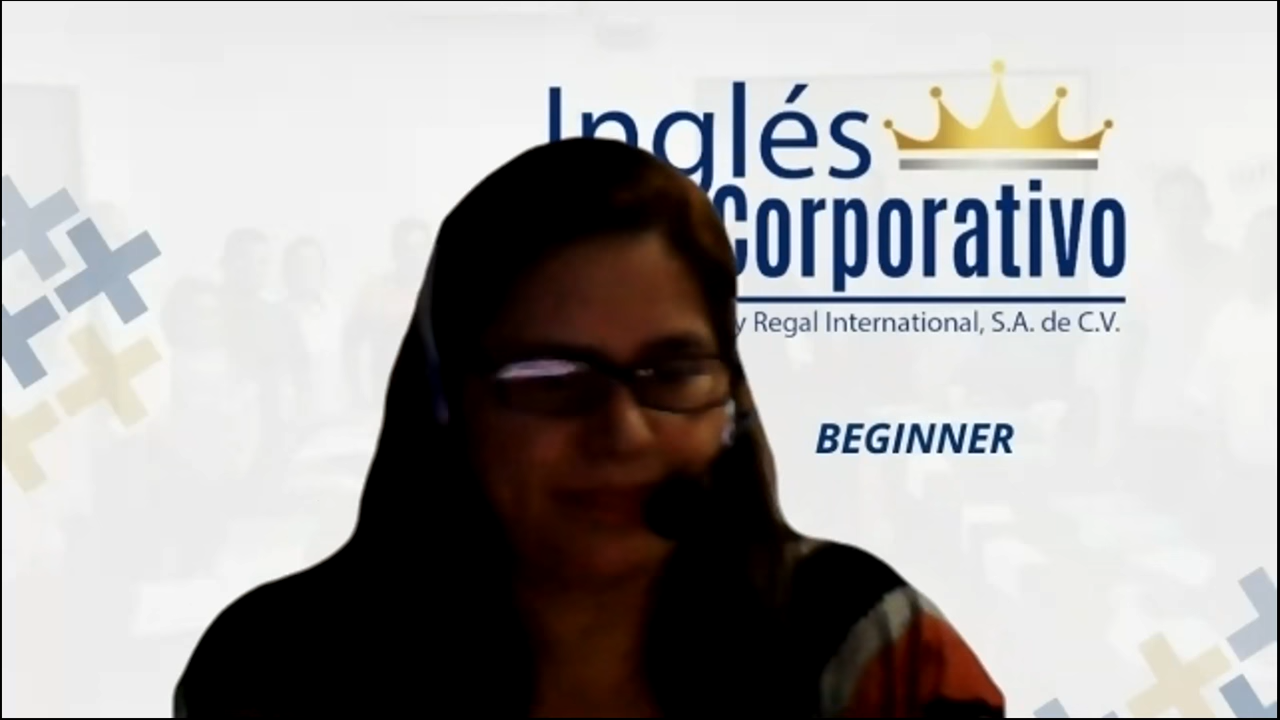 Inglés
Corporativo
y Regal International, S.A. de C.V.
BEGINNER